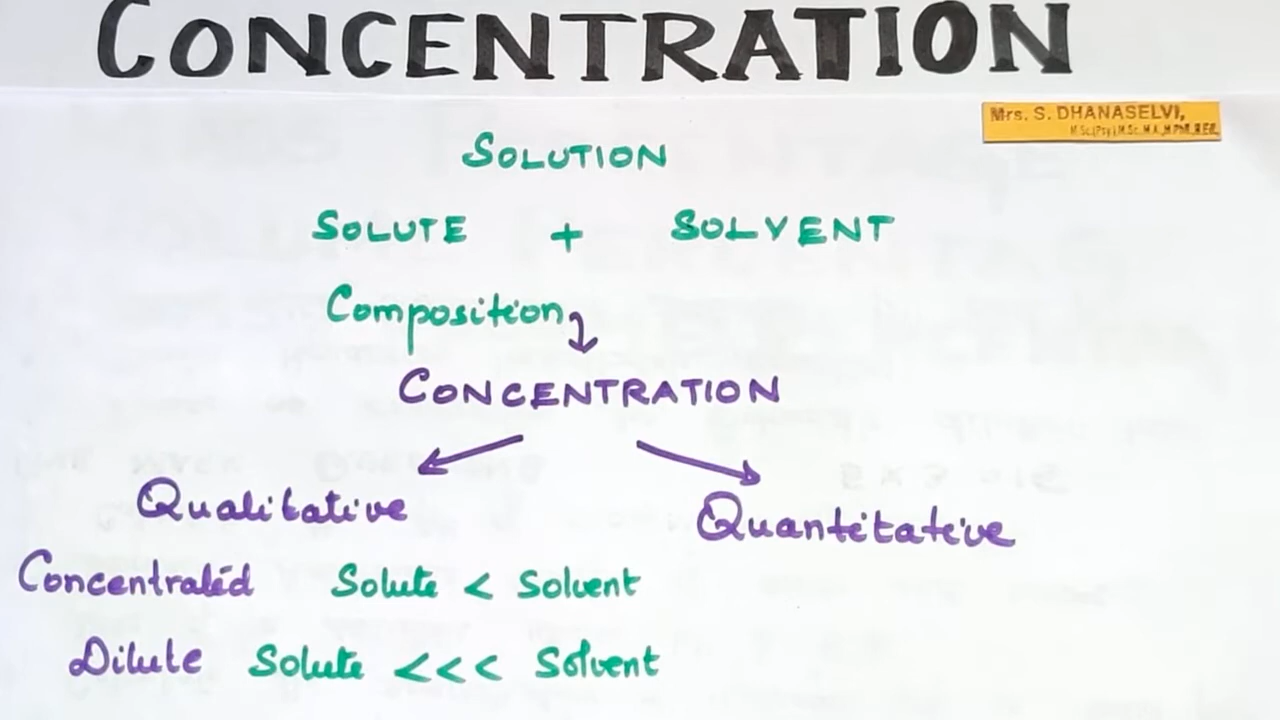 CONCENTRATION
Mrs. S. DHANASELVI,
SOLUTION
SOLUTE + SOLVENT
Composition
CONCENTRATION
Qualitative Quantitative
Concentrated Solute < Solvent
Dilute Solute <<< Solvent